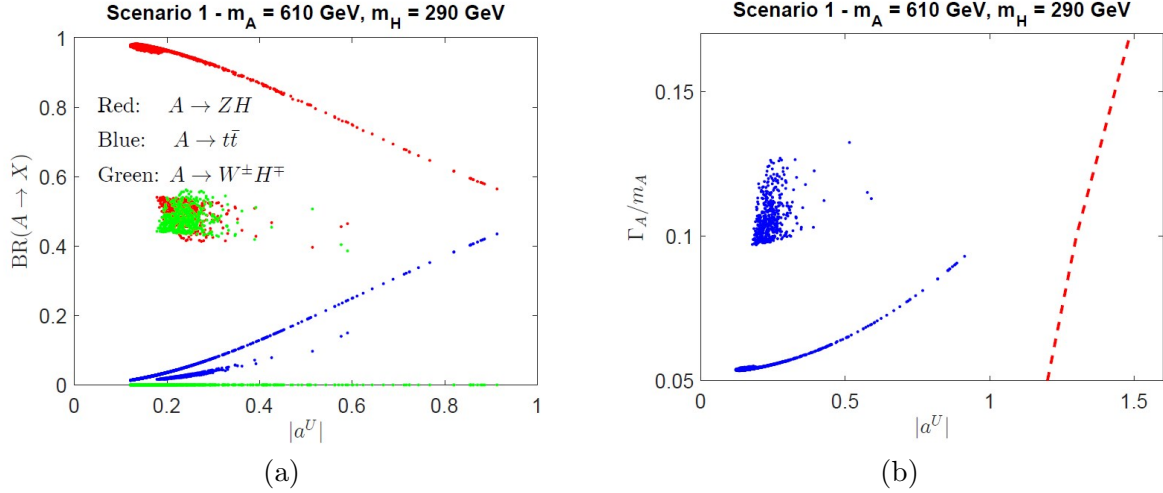 Scenario 1 - m_A = 610 GeV, m_H = 290 GeV
1
0.8
0.6
0.4
0.2
0
BR(A → X)
Red: A → ZH
Blue: A → tt̄
Green: A → W±H∓
0 0.2 0.4 0.6 0.8 1
|a^U|
(a)
Scenario 1 - m_A = 610 GeV, m_H = 290 GeV
0.15
0.1
0.05
Γ_A/m_A
0 0.5 1 1.5
|a^U|
(b)